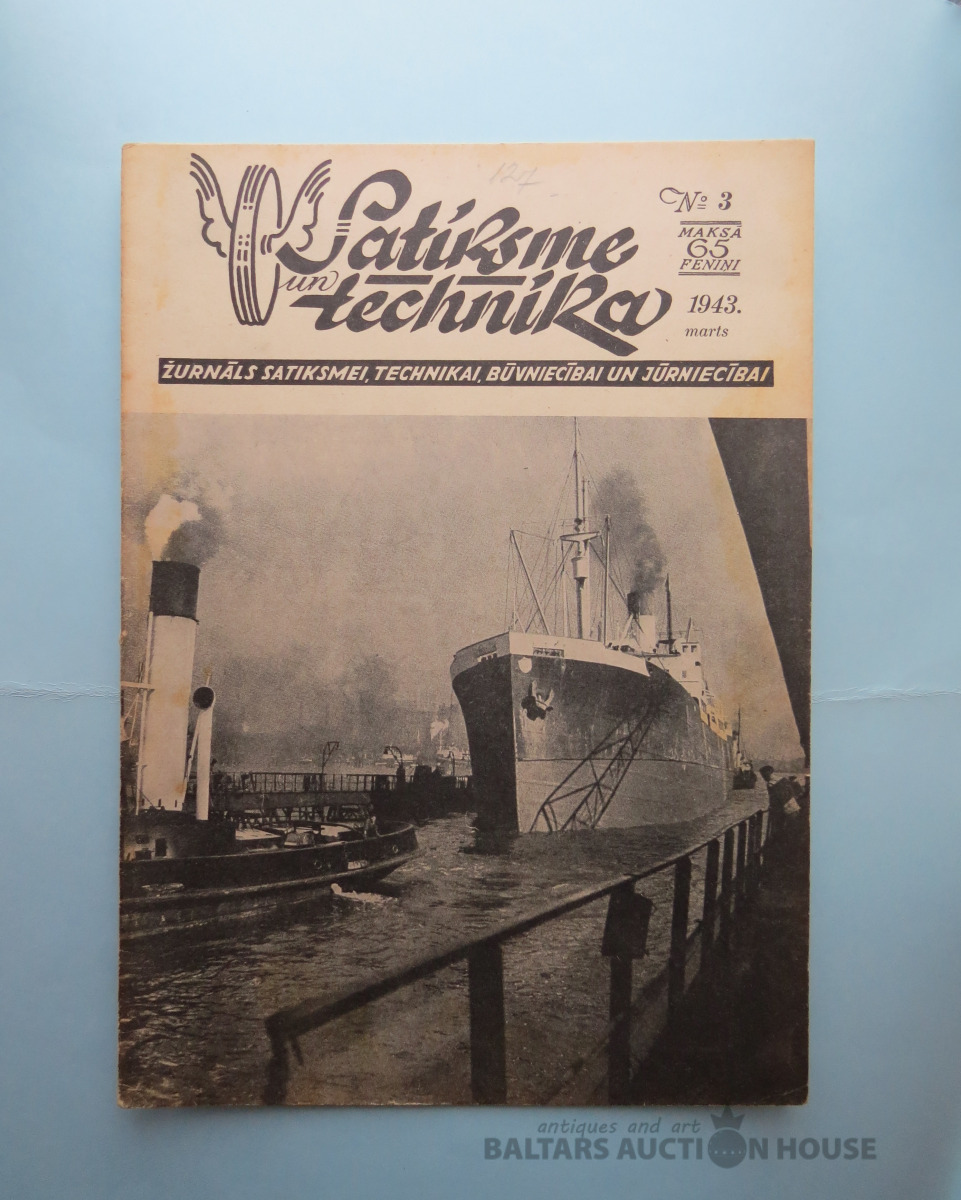 127
Satiksme
un technika
№ 3
MAKSĀ
65
FENIŅI
1943.
marts
ŽURNĀLS SATIKSMEI, TECHNIKAI, BŪVNIECĪBAI UN JŪRNIECĪBAI
antiques and art
BALTARS AUCTION HOUSE